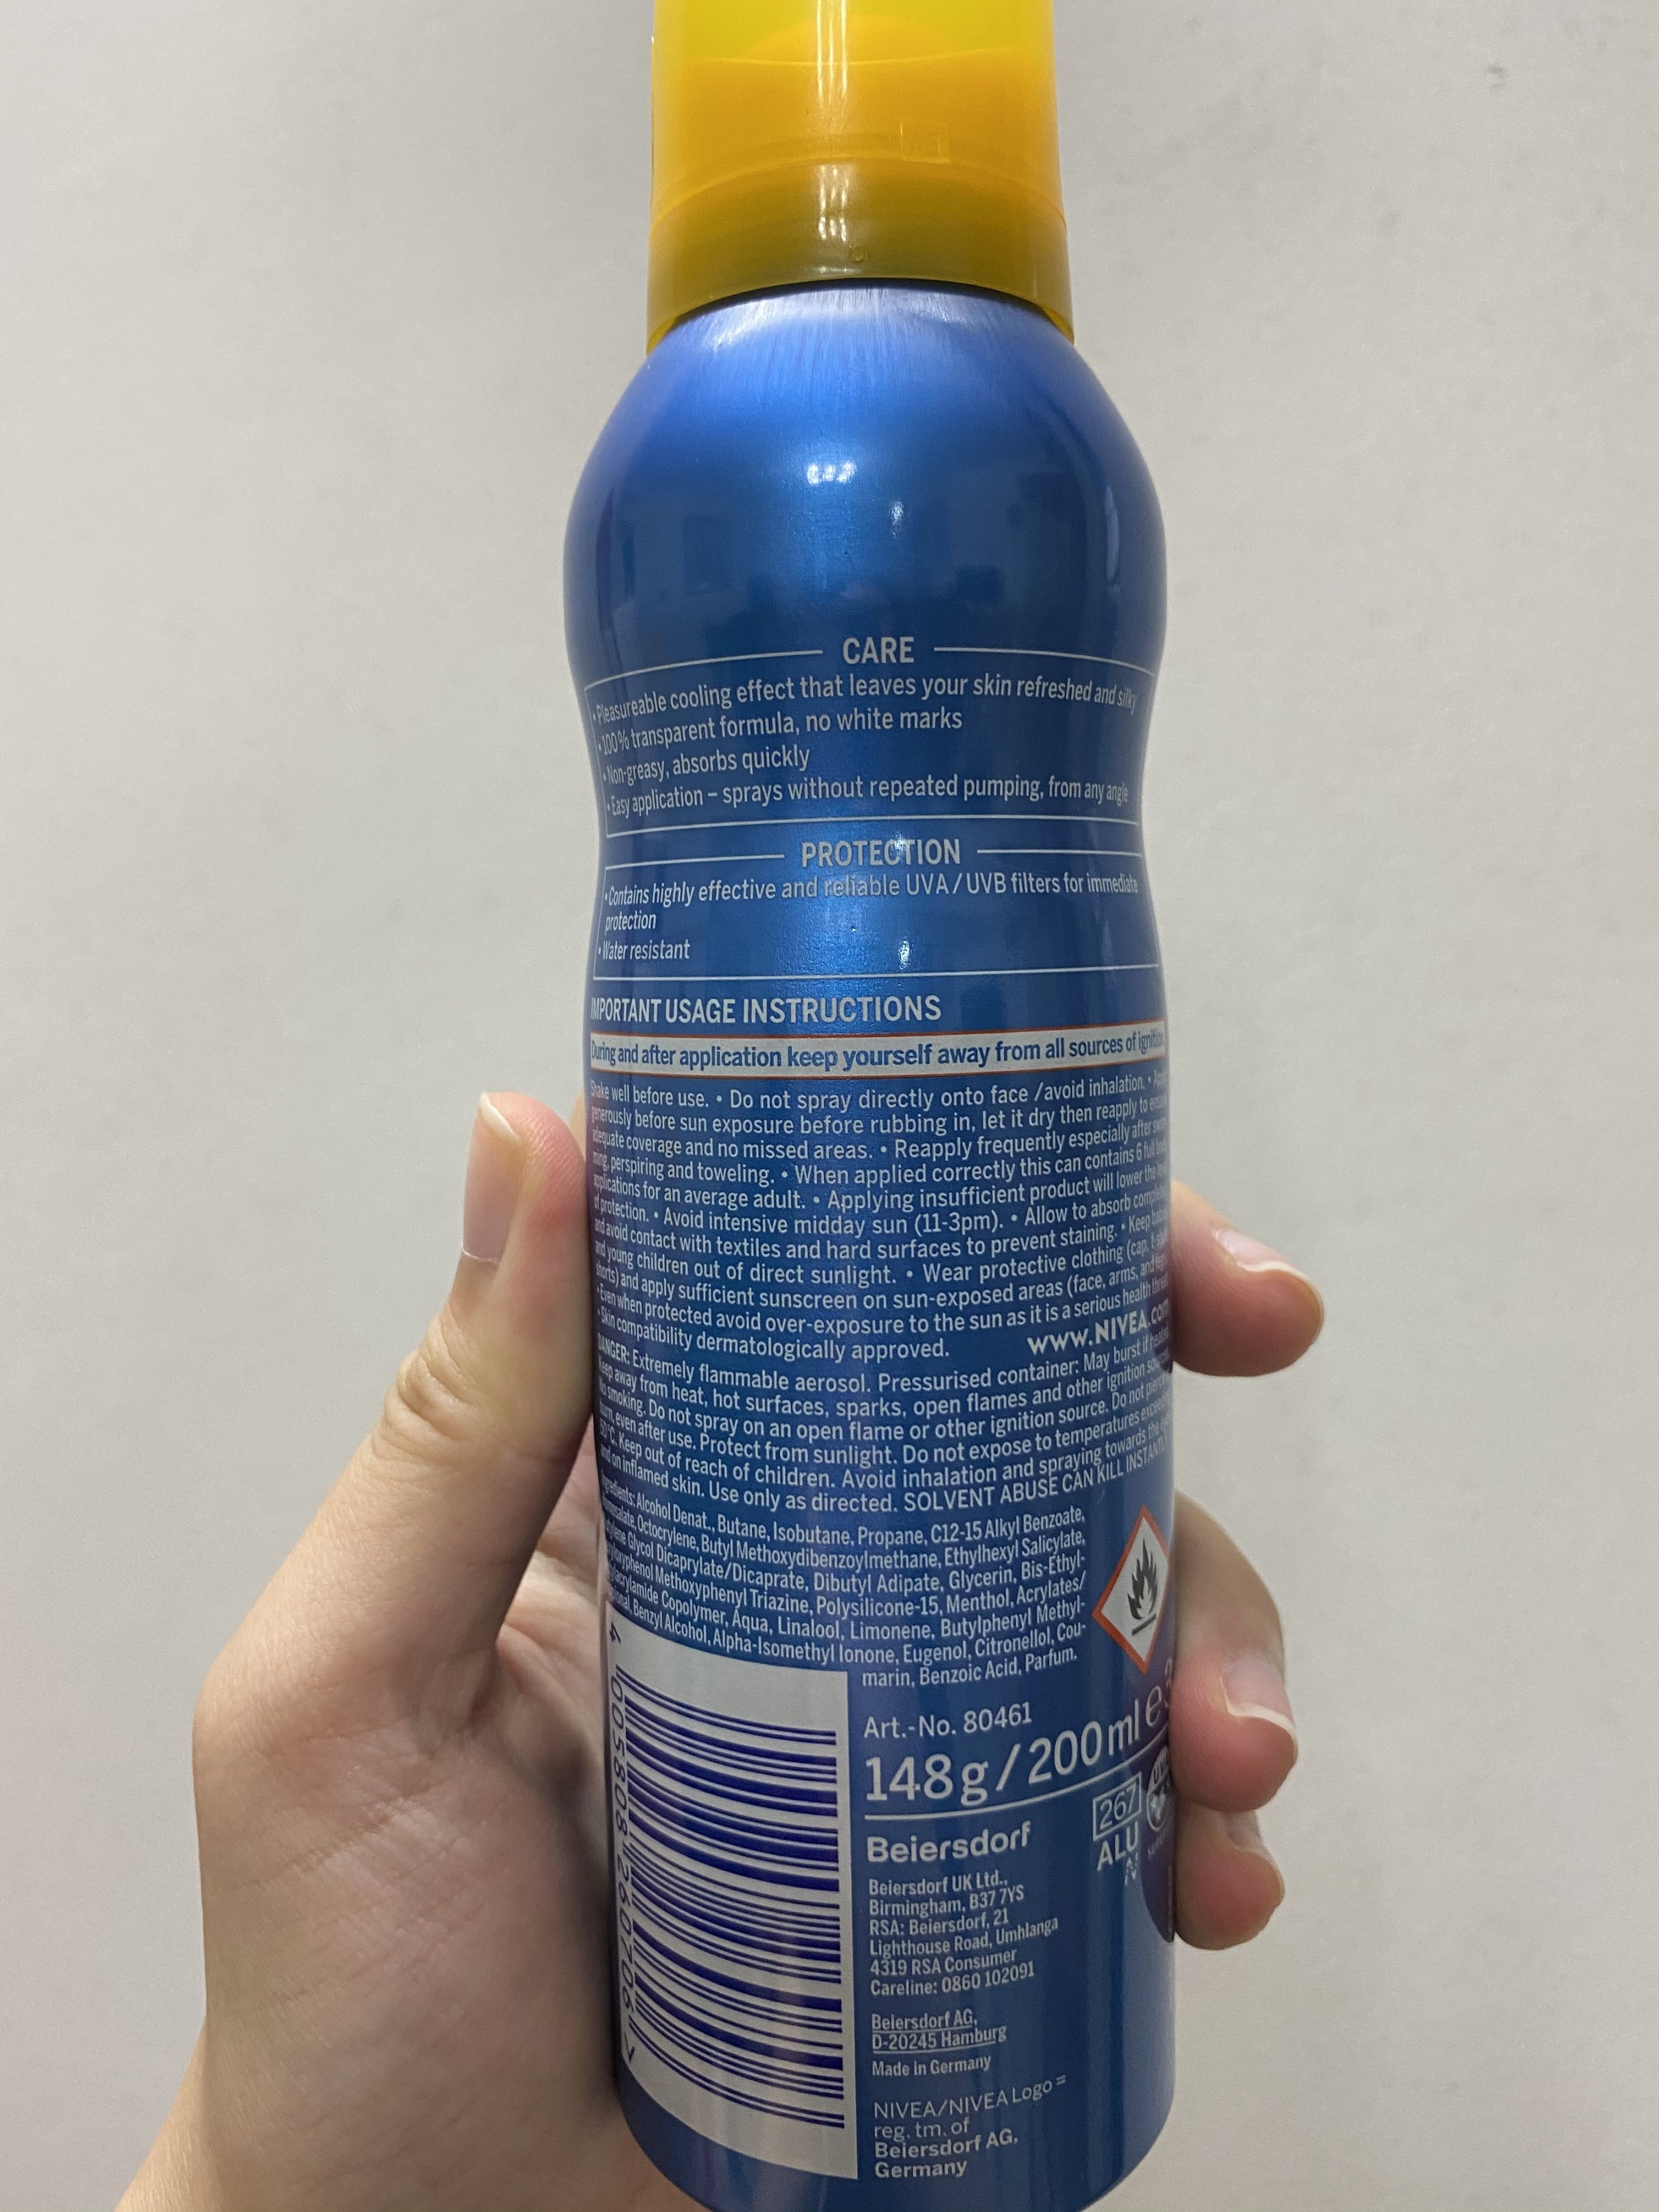 CARE
• Pleasureable cooling effect that leaves your skin refreshed and silky
• 100% transparent formula, no white marks
• Non-greasy, absorbs quickly
• Easy application – sprays without repeated pumping, from any angle
PROTECTION
• Contains highly effective and reliable UVA/UVB filters for immediate
protection
• Water resistant
IMPORTANT USAGE INSTRUCTIONS
During and after application keep yourself away from all sources of ignition.
Shake well before use. • Do not spray directly onto face /avoid inhalation. •
generously before sun exposure before rubbing in, let it dry then reapply to
adequate coverage and no missed areas. • Reapply frequently especially after
ming, perspiring and toweling. • When applied correctly this can contains 6 full
applications for an average adult. • Applying insufficient product will lower the
of protection. • Avoid intensive midday sun (11-3pm). • Allow to absorb
and avoid contact with textiles and hard surfaces to prevent staining. • Keep
and young children out of direct sunlight. • Wear protective clothing (cap,
shorts) and apply sufficient sunscreen on sun-exposed areas (face, arms, and
• Even when protected avoid over-exposure to the sun as it is a serious health
• Skin compatibility dermatologically approved. www.NIVEA.com
DANGER: Extremely flammable aerosol. Pressurised container: May burst if heated.
Keep away from heat, hot surfaces, sparks, open flames and other ignition
No smoking. Do not spray on an open flame or other ignition source. Do not pierce
even after use. Protect from sunlight. Do not expose to temperatures
50°C. Keep out of reach of children. Avoid inhalation and spraying towards the
and on inflamed skin. Use only as directed. SOLVENT ABUSE CAN KILL INSTANTLY
Ingredients: Alcohol Denat., Butane, Isobutane, Propane, C12-15 Alkyl Benzoate,
Octocrylene, Butyl Methoxydibenzoylmethane, Ethylhexyl Salicylate,
Glycol Dicaprylate/Dicaprate, Dibutyl Adipate, Glycerin, Bis-Ethyl-
Methoxyphenyl Triazine, Polysilicone-15, Menthol, Acrylates/
Copolymer, Aqua, Linalool, Limonene, Butylphenyl Methyl-
Benzyl Alcohol, Alpha-Isomethyl Ionone, Eugenol, Citronellol, Cou-
marin, Benzoic Acid, Parfum.
Art.-No. 80461
148g/200ml e
267
ALU
Beiersdorf
Beiersdorf UK Ltd.,
Birmingham, B37 7YS
RSA: Beiersdorf, 21
Lighthouse Road, Umhlanga
4319 RSA Consumer
Careline: 0860 102091
Beiersdorf AG,
D-20245 Hamburg
Made in Germany
NIVEA/NIVEA Logo =
reg. tm. of
Beiersdorf AG,
Germany